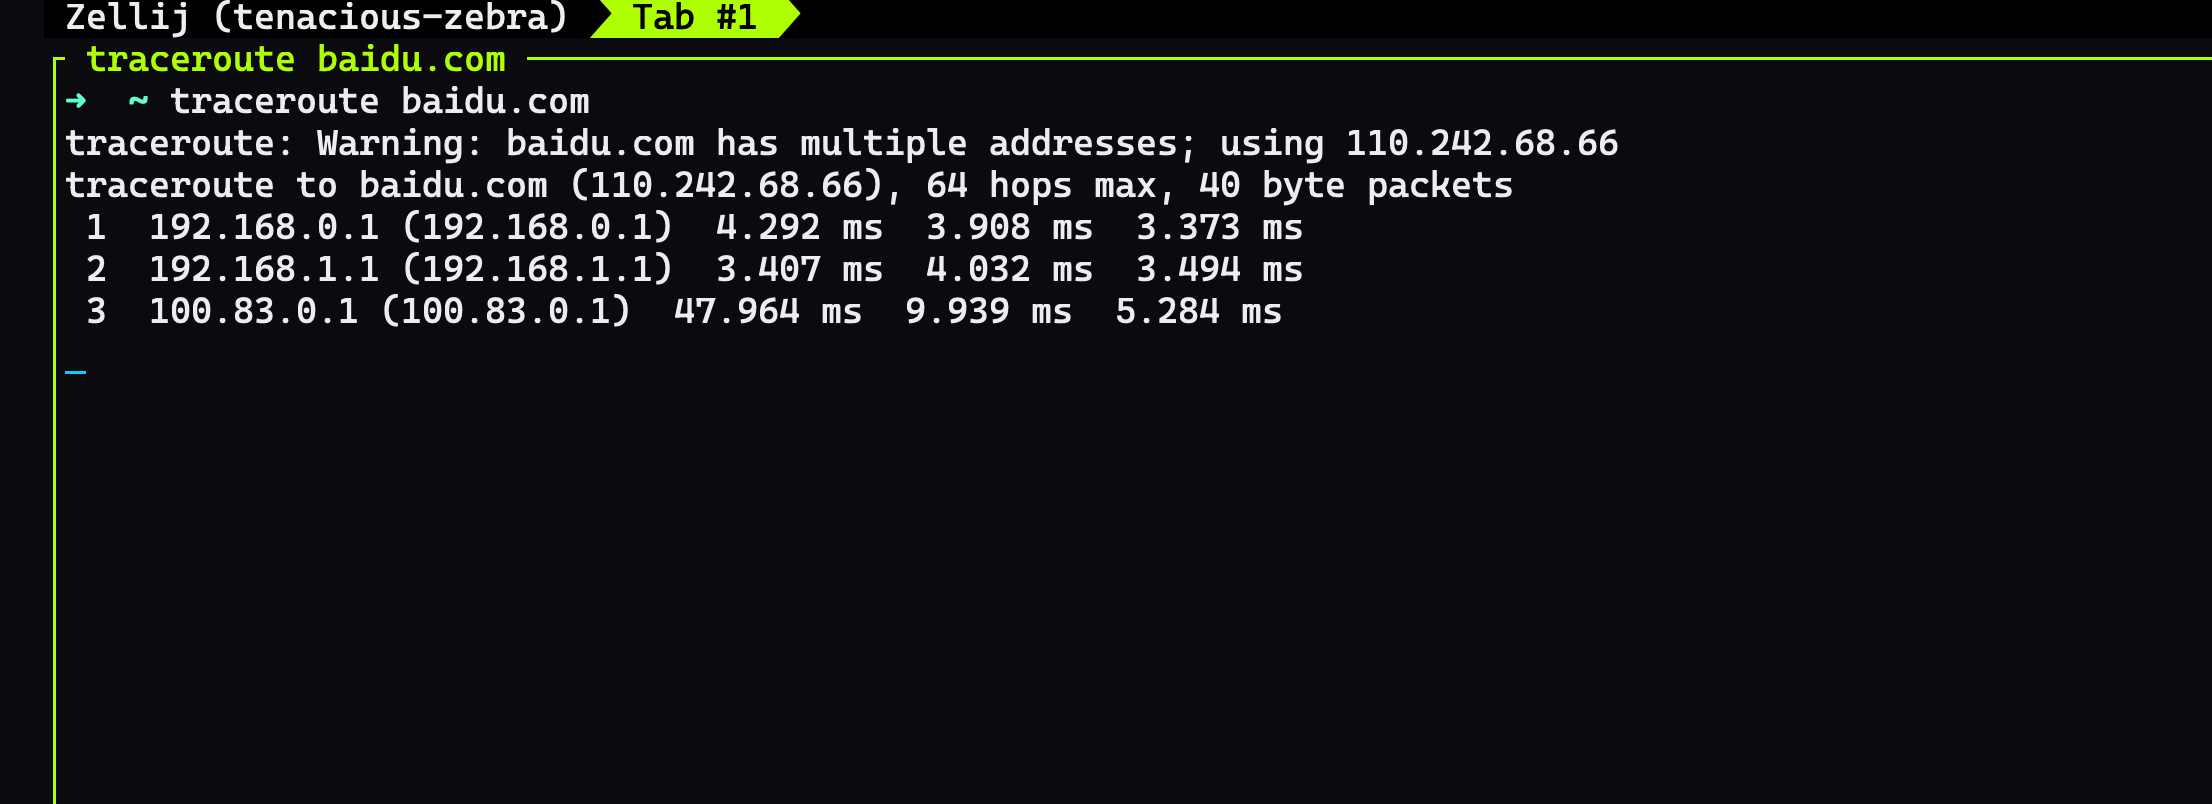 Zellij (tenacious-zebra) Tab #1
traceroute baidu.com
➜ ~ traceroute baidu.com
traceroute: Warning: baidu.com has multiple addresses; using 110.242.68.66
traceroute to baidu.com (110.242.68.66), 64 hops max, 40 byte packets
1 192.168.0.1 (192.168.0.1) 4.292 ms 3.908 ms 3.373 ms
2 192.168.1.1 (192.168.1.1) 3.407 ms 4.032 ms 3.494 ms
3 100.83.0.1 (100.83.0.1) 47.964 ms 9.939 ms 5.284 ms